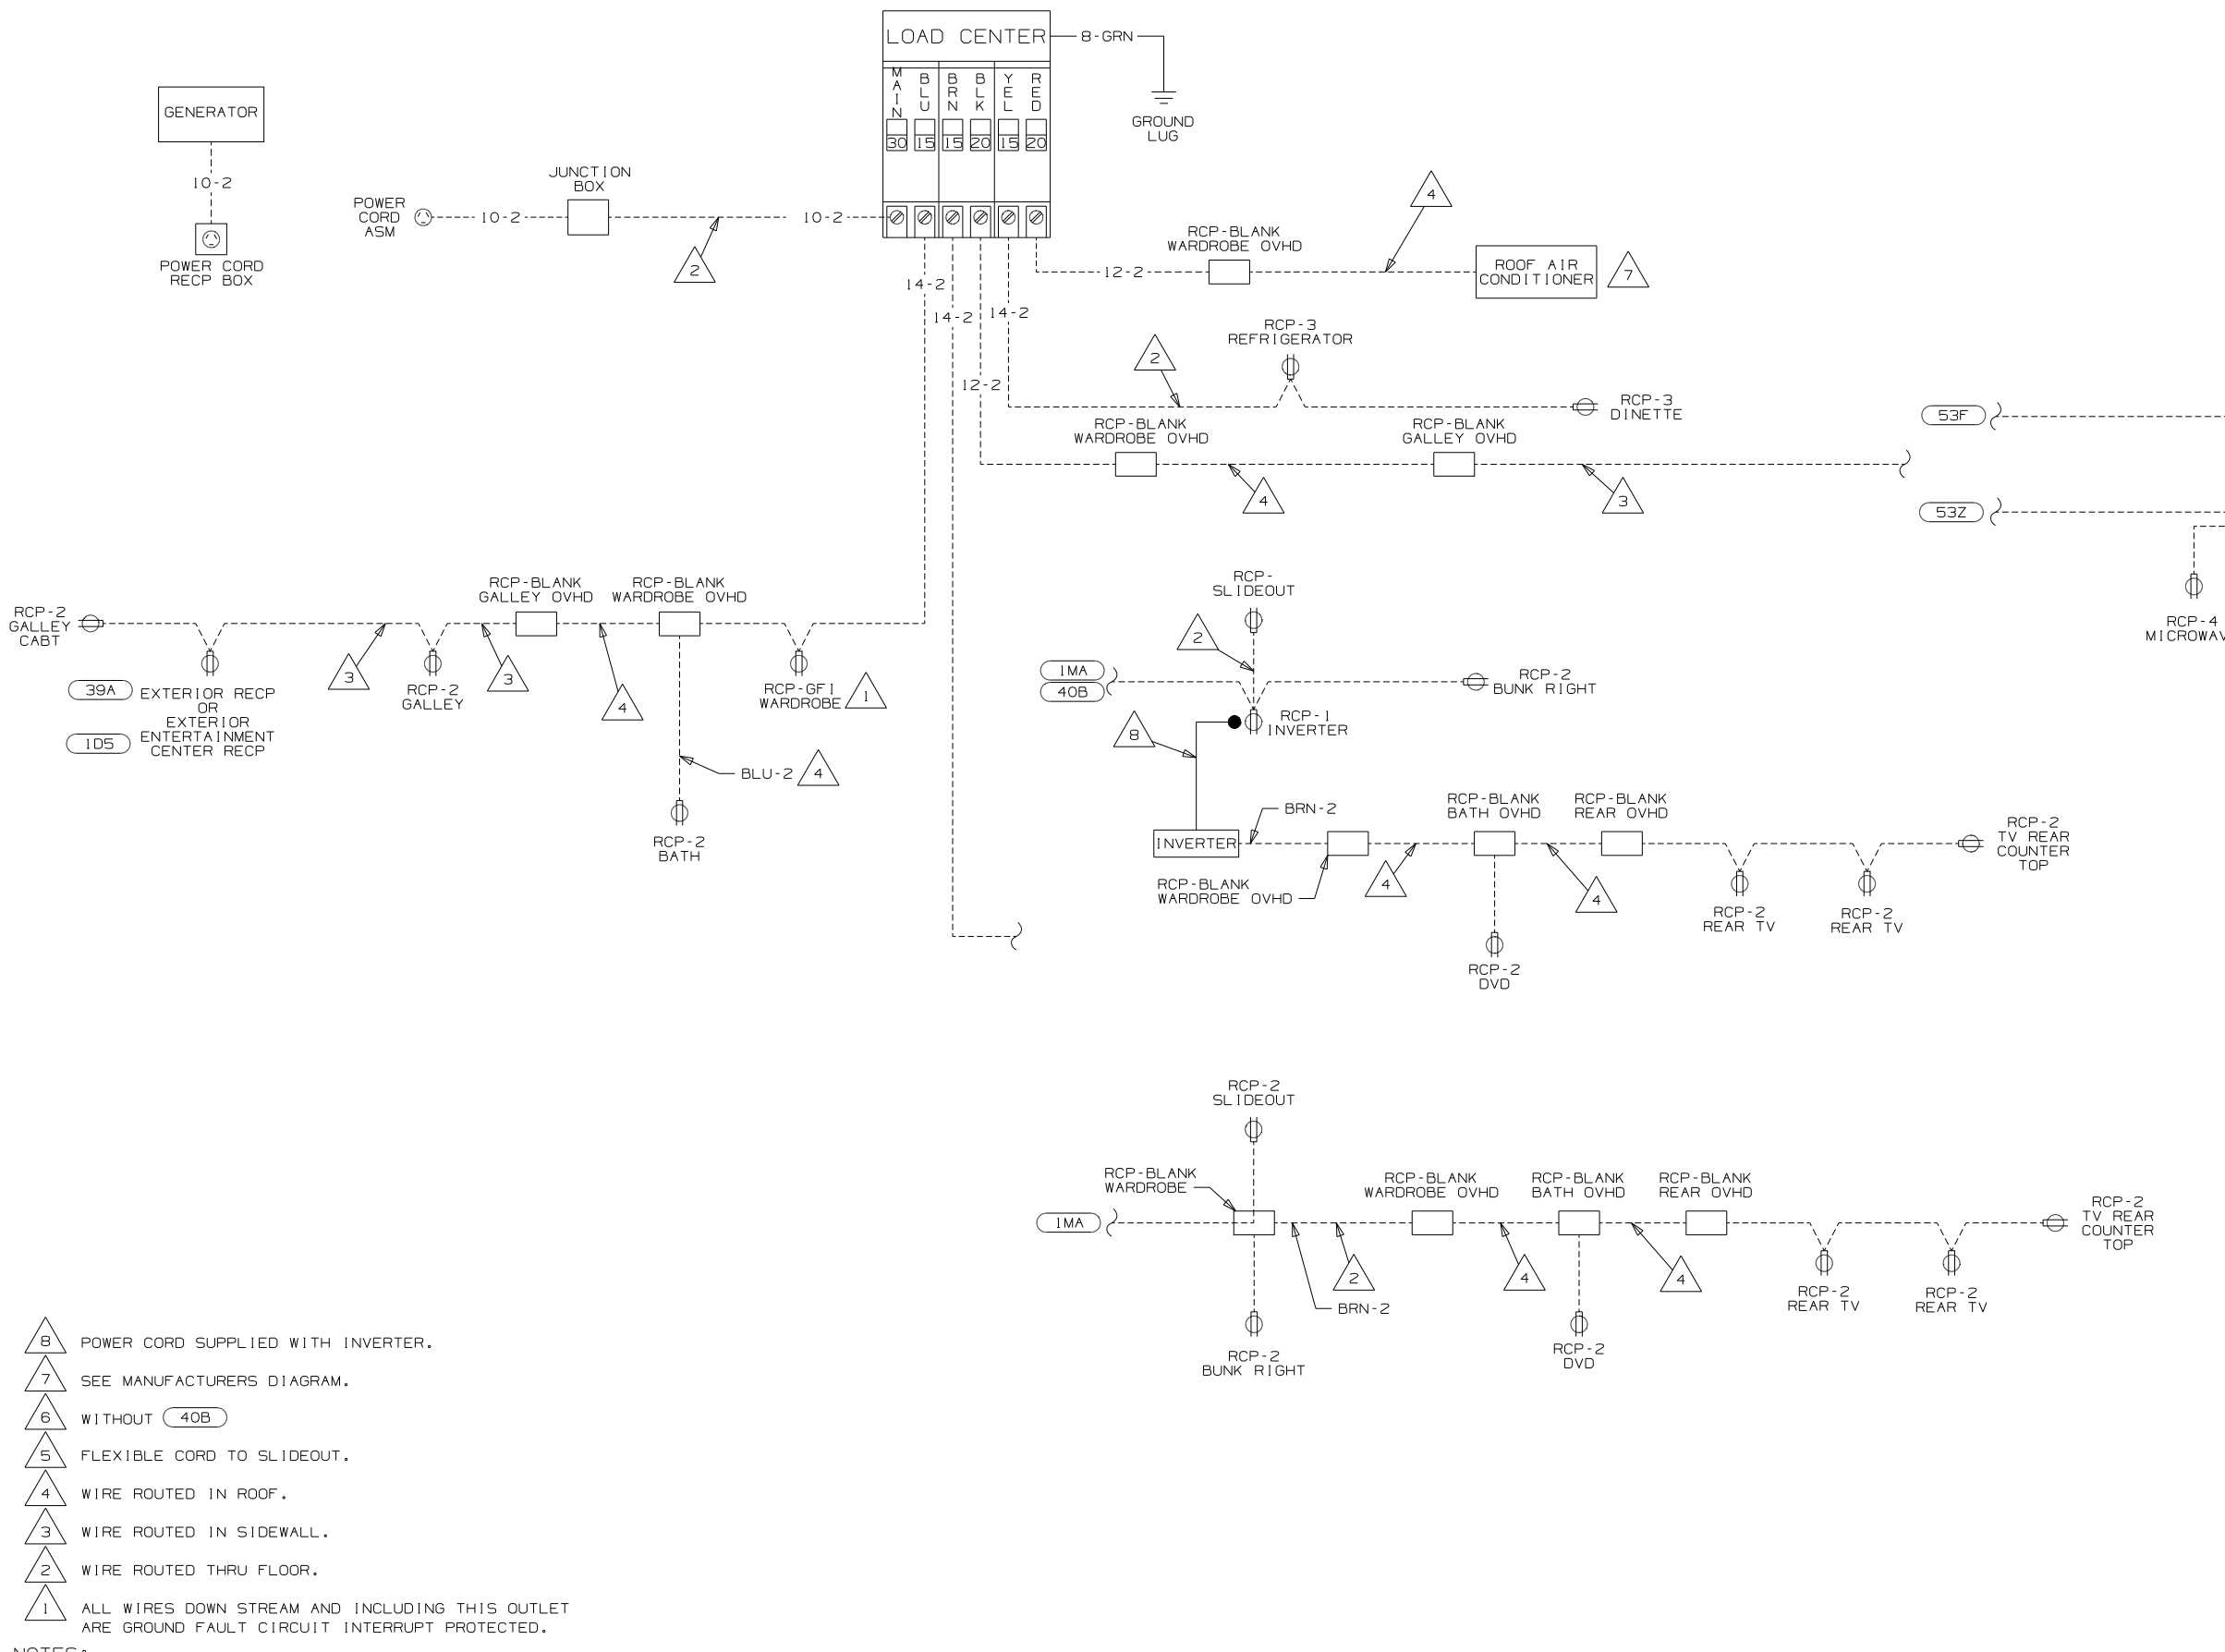 LOAD CENTER
8-GRN
GROUND
LUG
MAIN
BLU
BRN
BLK
YEL
RED
30
15
15
20
15
20
GENERATOR
10-2
POWER CORD
RECP BOX
POWER
CORD
ASM
10-2
JUNCTION
BOX
2
10-2
14-2
14-2
14-2
12-2
12-2
RCP-BLANK
WARDROBE OVHD
4
ROOF AIR
CONDITIONER
7
RCP-3
REFRIGERATOR
2
RCP-3
DINETTE
RCP-BLANK
WARDROBE OVHD
4
RCP-BLANK
GALLEY OVHD
3
53F
53Z
RCP-4
RCP-2
GALLEY
CABT
39A
EXTERIOR RECP
OR
EXTERIOR
ENTERTAINMENT
CENTER RECP
1D5
3
RCP-2
GALLEY
3
RCP-BLANK
GALLEY OVHD
4
RCP-BLANK
WARDROBE OVHD
RCP-GFI
WARDROBE
1
BLU-2
4
RCP-2
BATH
RCP-
SLIDEOUT
2
1MA
40B
RCP-2
BUNK RIGHT
RCP-1
INVERTER
8
INVERTER
BRN-2
RCP-BLANK
WARDROBE OVHD
4
RCP-BLANK
BATH OVHD
RCP-BLANK
REAR OVHD
4
RCP-2
DVD
RCP-2
REAR TV
RCP-2
REAR TV
RCP-2
TV REAR
COUNTER
TOP
RCP-2
SLIDEOUT
RCP-BLANK
WARDROBE
1MA
2
BRN-2
RCP-2
BUNK RIGHT
RCP-BLANK
WARDROBE OVHD
4
RCP-BLANK
BATH OVHD
RCP-BLANK
REAR OVHD
4
RCP-2
DVD
RCP-2
REAR TV
RCP-2
REAR TV
RCP-2
TV REAR
COUNTER
TOP
8 POWER CORD SUPPLIED WITH INVERTER.
7 SEE MANUFACTURERS DIAGRAM.
6 WITHOUT 40B
5 FLEXIBLE CORD TO SLIDEOUT.
4 WIRE ROUTED IN ROOF.
3 WIRE ROUTED IN SIDEWALL.
2 WIRE ROUTED THRU FLOOR.
1 ALL WIRES DOWN STREAM AND INCLUDING THIS OUTLET
ARE GROUND FAULT CIRCUIT INTERRUPT PROTECTED.